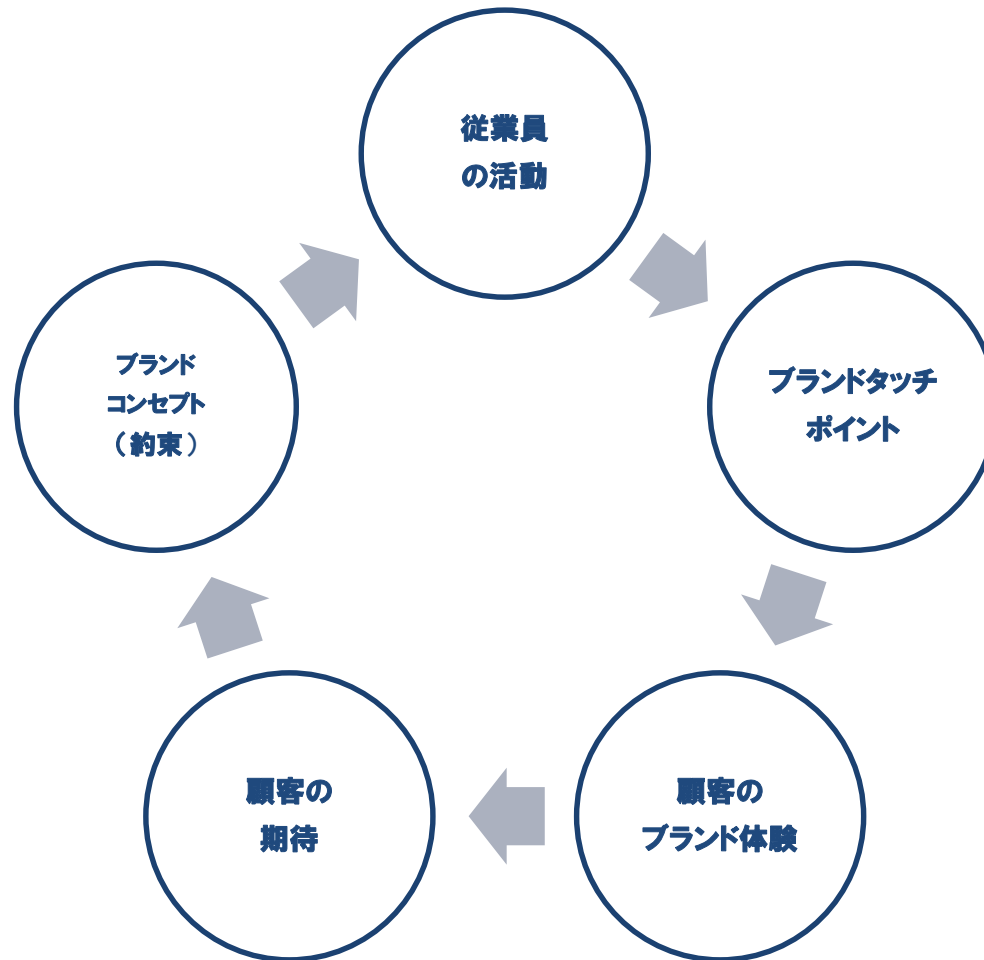 従業員
の活動
ブランドタッチ
ポイント
顧客の
ブランド体験
顧客の
期待
ブランド
コンセプト
（約束）